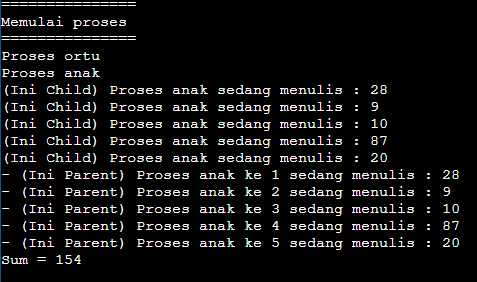 ===============
Memulai proses
===============
Proses ortu
Proses anak
(Ini Child) Proses anak sedang menulis : 28
(Ini Child) Proses anak sedang menulis : 9
(Ini Child) Proses anak sedang menulis : 10
(Ini Child) Proses anak sedang menulis : 87
(Ini Child) Proses anak sedang menulis : 20
- (Ini Parent) Proses anak ke 1 sedang menulis : 28
- (Ini Parent) Proses anak ke 2 sedang menulis : 9
- (Ini Parent) Proses anak ke 3 sedang menulis : 10
- (Ini Parent) Proses anak ke 4 sedang menulis : 87
- (Ini Parent) Proses anak ke 5 sedang menulis : 20
Sum = 154